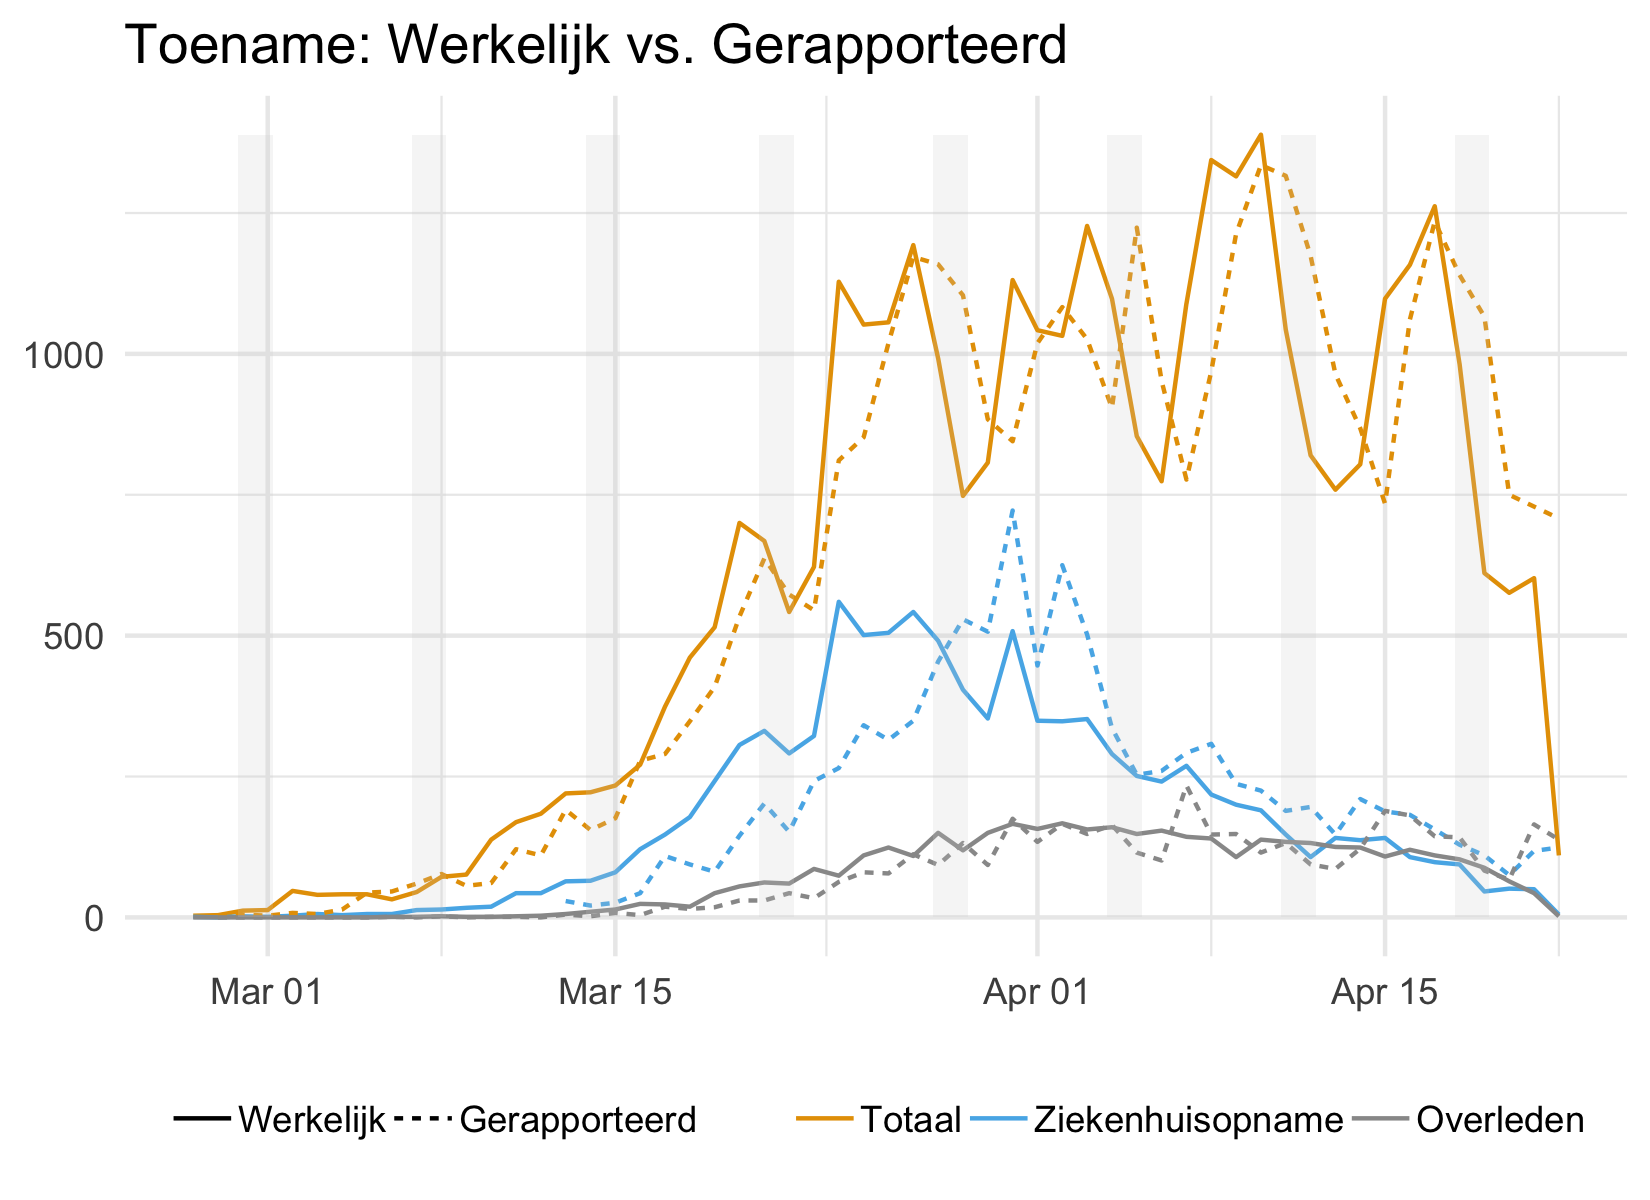 Toename: Werkelijk vs. Gerapporteerd
1000
500
0
Mar 01 Mar 15 Apr 01 Apr 15
Werkelijk Gerapporteerd Totaal Ziekenhuisopname Overleden